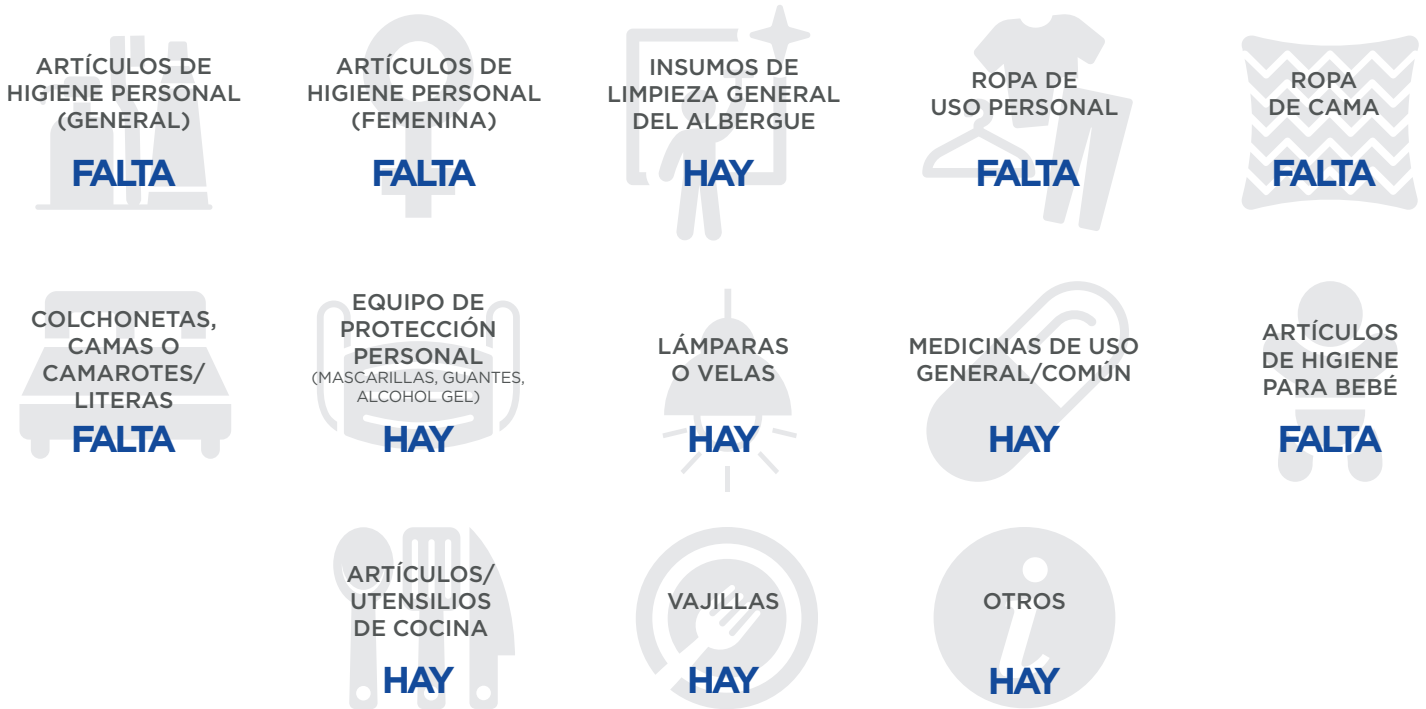 ARTÍCULOS DE
HIGIENE PERSONAL
(GENERAL)
FALTA
ARTÍCULOS DE
HIGIENE PERSONAL
(FEMENINA)
FALTA
INSUMOS DE
LIMPIEZA GENERAL
DEL ALBERGUE
HAY
ROPA DE
USO PERSONAL
FALTA
ROPA
DE CAMA
FALTA
COLCHONETAS,
CAMAS O
CAMAROTES/
LITERAS
FALTA
EQUIPO DE
PROTECCIÓN
PERSONAL
(MASCARILLAS, GUANTES,
ALCOHOL GEL)
HAY
LÁMPARAS
O VELAS
HAY
MEDICINAS DE USO
GENERAL/COMÚN
HAY
ARTÍCULOS
DE HIGIENE
PARA BEBÉ
FALTA
ARTÍCULOS/
UTENSILIOS
DE COCINA
HAY
VAJILLAS
HAY
OTROS
HAY